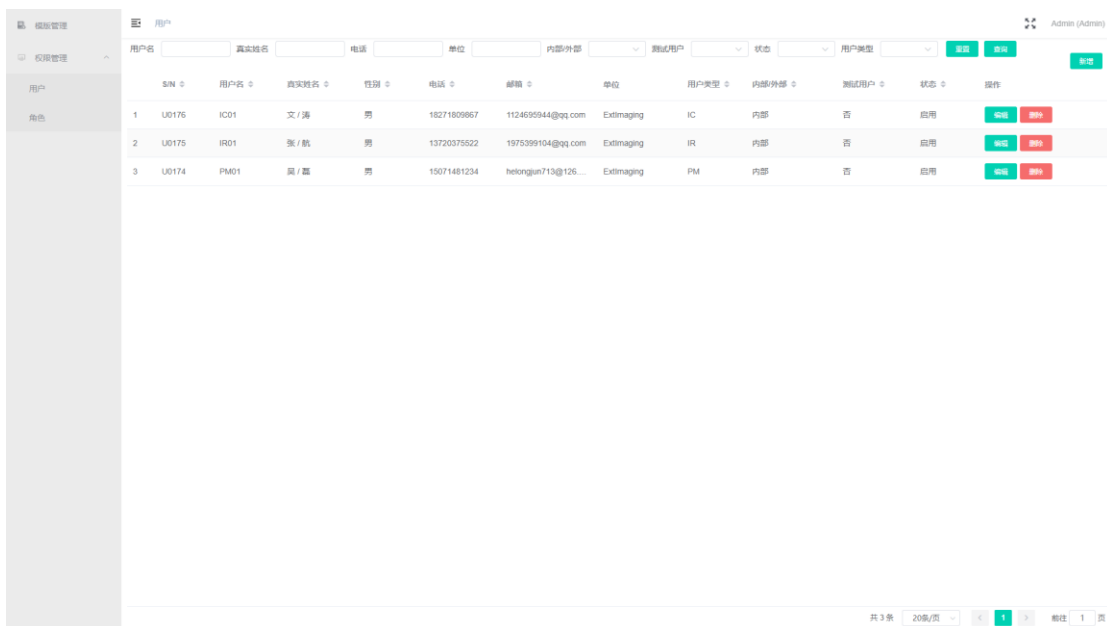 模版管理
用户
Admin (Admin)
权限管理
用户
角色
用户名 真实姓名 电话 单位 内部/外部 测试用户 状态 用户类型 重置 查询
新增
S/N 用户名 真实姓名 性别 电话 邮箱 单位 用户类型 内部/外部 测试用户 状态 操作
1 U0176 IC01 文 / 涛 男 18271809867 1124695944@qq.com ExtImaging IC 内部 否 启用 编辑 删除
2 U0175 IR01 张 / 航 男 13720375522 1975399104@qq.com ExtImaging IR 内部 否 启用 编辑 删除
3 U0174 PM01 吴 / 磊 男 15071481234 helongjun713@126.... ExtImaging PM 内部 否 启用 编辑 删除
共 3 条 20条/页 1 前往 1 页